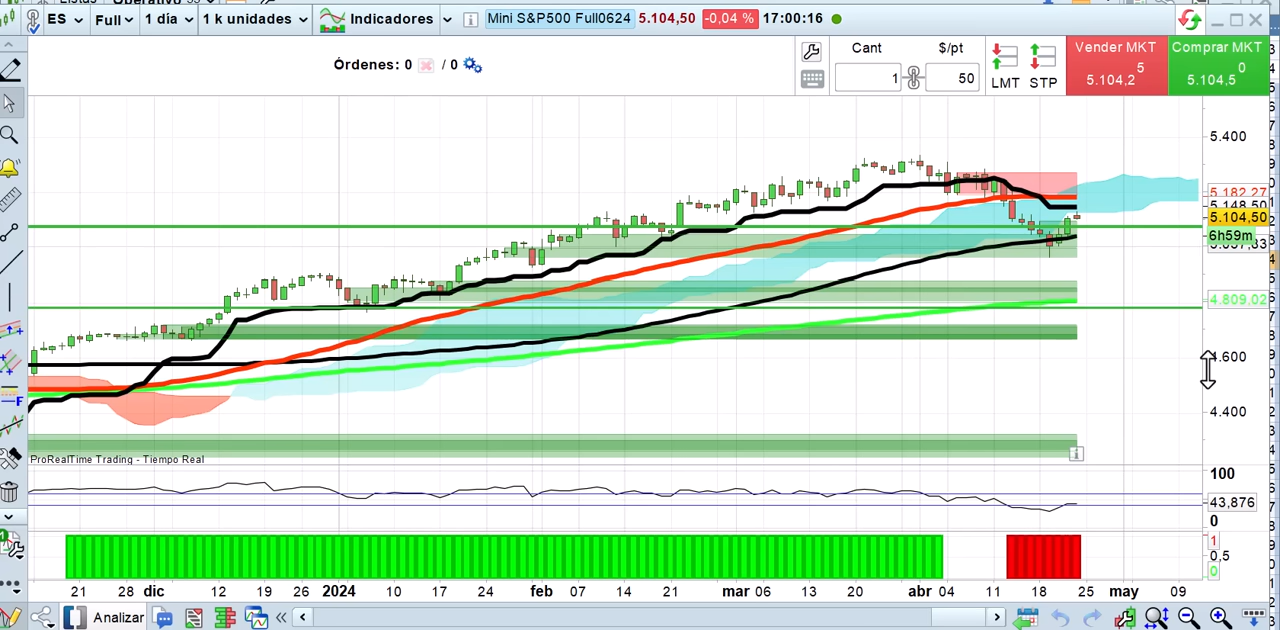 ES Full 1 día 1 k unidades Indicadores Mini S&P500 Full0624 5.104,50 -0,04 % 17:00:16
Órdenes: 0 / 0
Cant $/pt
1 50
LMT STP
Vender MKT
5
5.104,2
Comprar MKT
0
5.104,5
5.400
5.182,27
5.148,50
5.104,50
6h59m
4.809,02
4.600
4.400
ProRealTime Trading - Tiempo Real
100
43.876
0
1
0,5
0
21 28 dic 12 19 26 2024 10 17 24 feb 07 14 21 mar 06 13 20 abr 04 11 18 25 may 09
Analizar